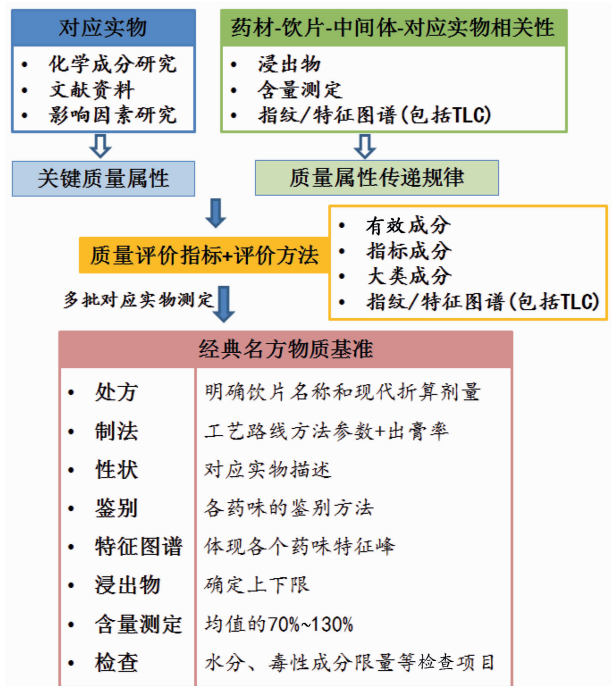 对应实物
• 化学成分研究
• 文献资料
• 影响因素研究
药材-饮片-中间体-对应实物相关性
• 浸出物
• 含量测定
• 指纹/特征图谱(包括TLC)
关键质量属性
质量属性传递规律
质量评价指标+评价方法
• 有效成分
• 指标成分
• 大类成分
• 指纹/特征图谱(包括TLC)
多批对应实物测定
经典名方物质基准
• 处方 明确饮片名称和现代折算剂量
• 制法 工艺路线方法参数+出膏率
• 性状 对应实物描述
• 鉴别 各药味的鉴别方法
• 特征图谱 体现各个药味特征峰
• 浸出物 确定上下限
• 含量测定 均值的70%~130%
• 检查 水分、毒性成分限量等检查项目